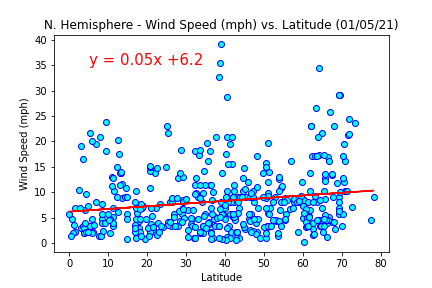 N. Hemisphere - Wind Speed (mph) vs. Latitude (01/05/21)
y = 0.05x +6.2
Wind Speed (mph)
40
35
30
25
20
15
10
5
0
0 10 20 30 40 50 60 70 80
Latitude